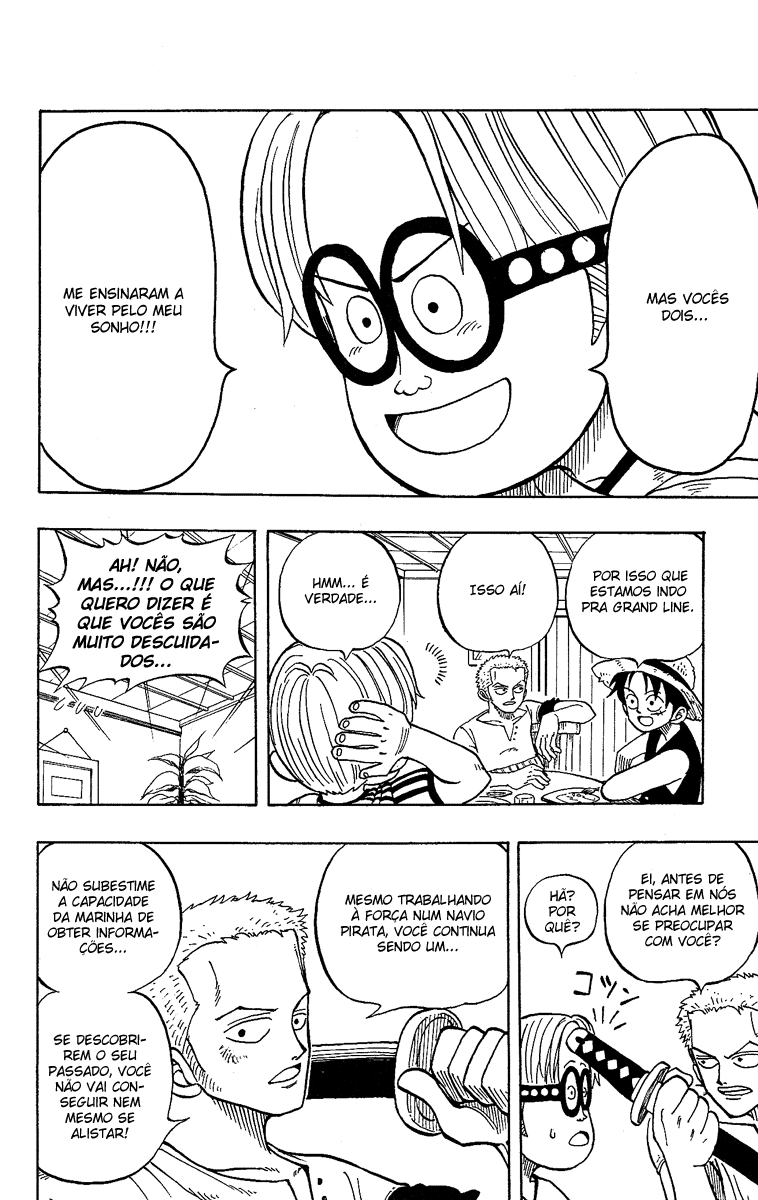 MAS VOCÊS
DOIS...
ME ENSINARAM A
VIVER PELO MEU
SONHO!!!
POR ISSO QUE
ESTAMOS INDO
PRA GRAND LINE.
ISSO AÍ!
HMM... É
VERDADE...
AH! NÃO,
MAS...!!! O QUE
QUERO DIZER É
QUE VOCÊS SÃO
MUITO DESCUIDA-
DOS...
EI, ANTES DE
PENSAR EM NÓS
NÃO ACHA MELHOR
SE PREOCUPAR
COM VOCÊ?
HÃ?
POR
QUÊ?
コツン
MESMO TRABALHANDO
À FORÇA NUM NAVIO
PIRATA, VOCÊ CONTINUA
SENDO UM...
NÃO SUBESTIME
A CAPACIDADE
DA MARINHA DE
OBTER INFORMA-
ÇÕES...
SE DESCOBRI-
REM O SEU
PASSADO, VOCÊ
NÃO VAI CON-
SEGUIR NEM
MESMO SE
ALISTAR!